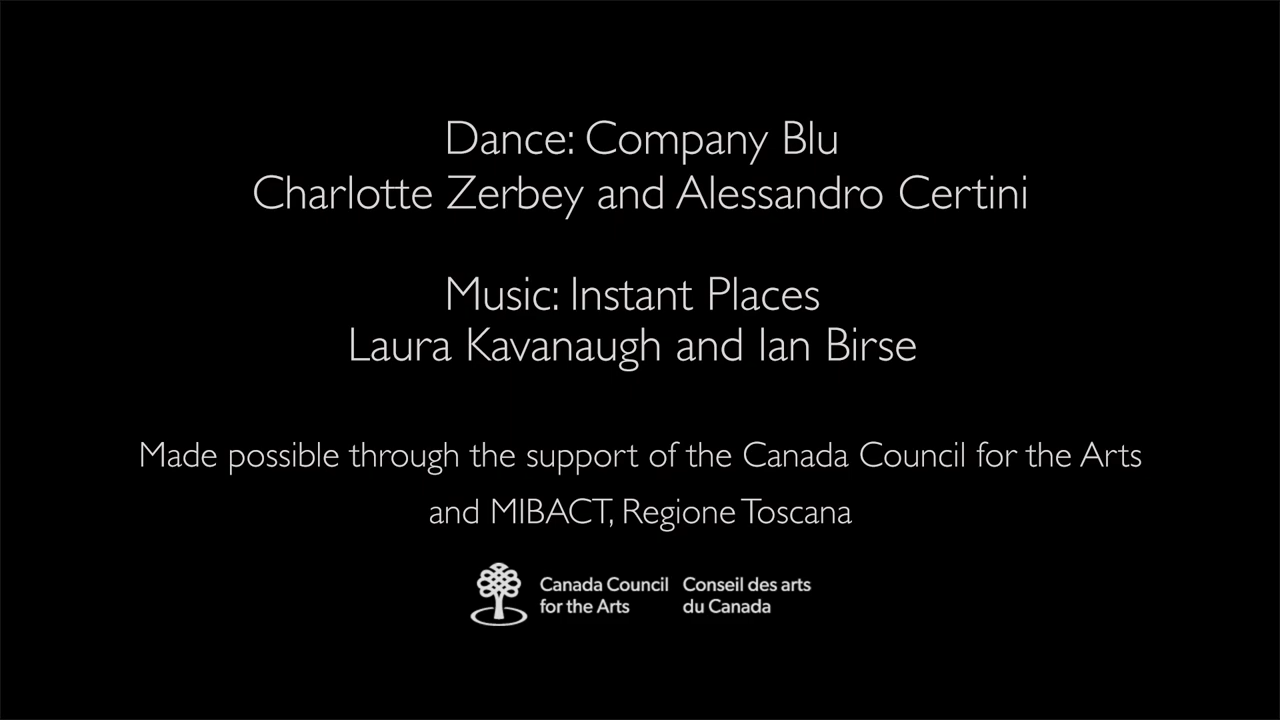 Dance: Company Blu
Charlotte Zerbey and Alessandro Certini
Music: Instant Places
Laura Kavanaugh and Ian Birse
Made possible through the support of the Canada Council for the Arts
and MIBACT, Regione Toscana
Canada Council for the Arts
Conseil des arts du Canada